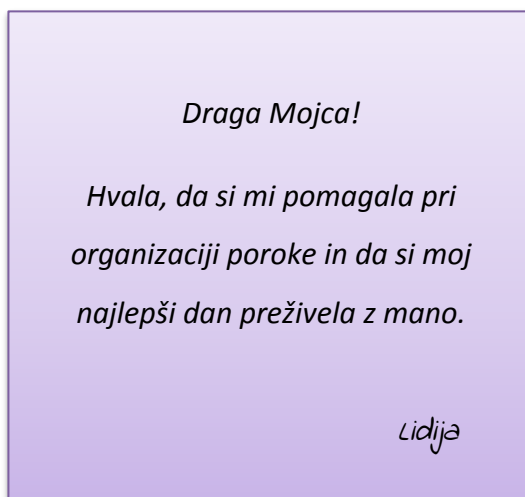 Draga Mojca!
Hvala, da si mi pomagala pri
organizaciji poroke in da si moj
najlepši dan preživela z mano.
Lidija